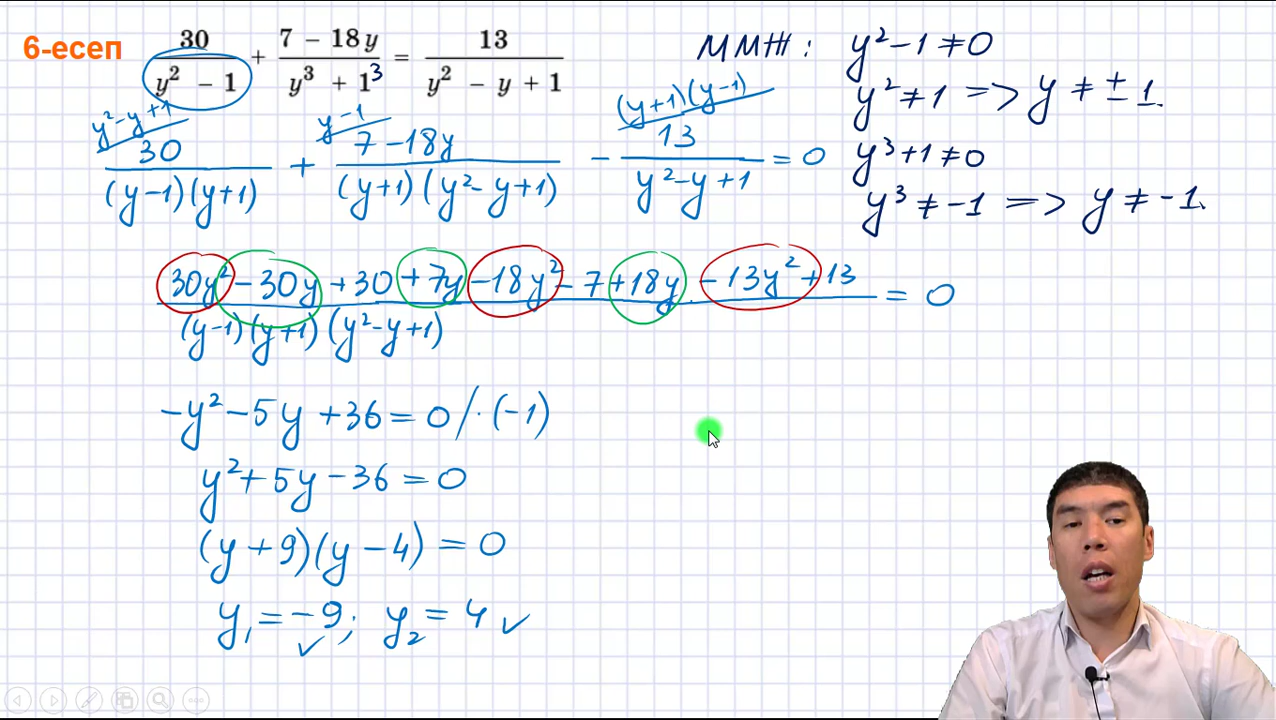 6-есеп
30/(y² − 1) + (7 − 18y)/(y³ + 1³) = 13/(y² − y + 1)
ММЖ: y²−1≠0
y²≠1 => y≠±1.
y³+1≠0
y³≠−1 => y≠−1.
y²−y+1 y−1 (y+1)(y−1)
30/((y−1)(y+1)) + (7−18y)/((y+1)(y²−y+1)) − 13/(y²−y+1) = 0
(30y²−30y+30+7y−18y²−7+18y−13y²+13)/((y−1)(y+1)(y²−y+1)) = 0
−y²−5y+36=0/·(−1)
y²+5y−36=0
(y+9)(y−4)=0
y₁=−9; y₂=4 ✓
✓